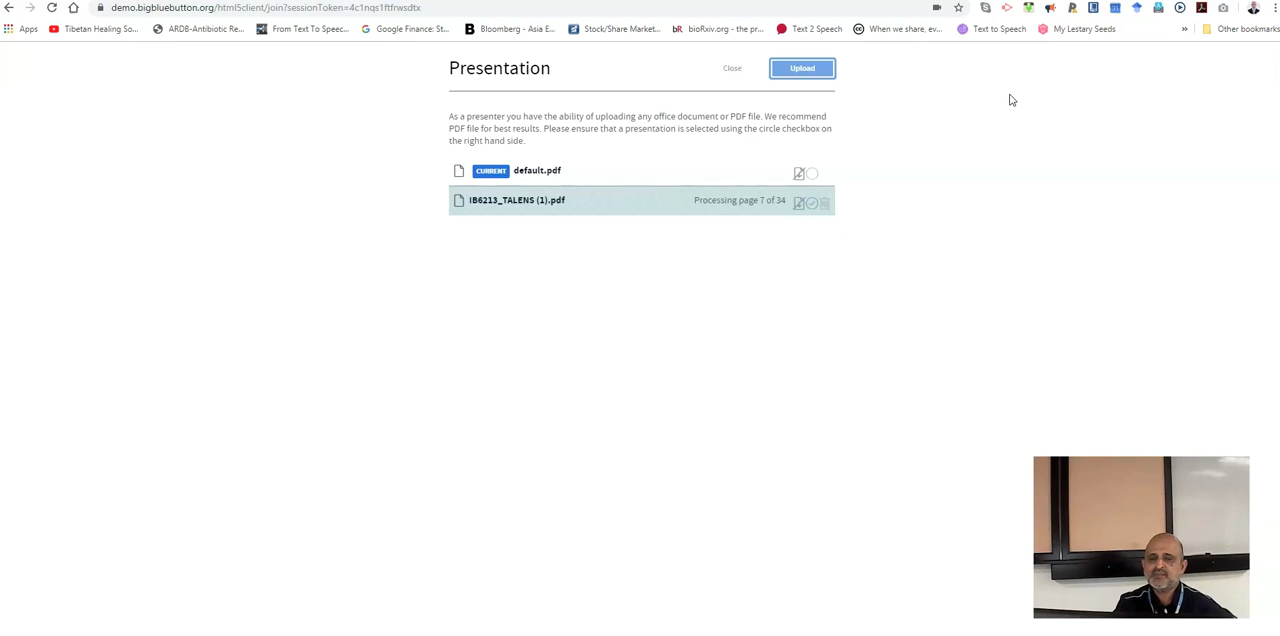 demo.bigbluebutton.org/html5client/join?sessionToken=4c1nqs1ftfrwsdtx
Apps Tibetan Healing So... ARDB-Antibiotic Re... From Text To Speec... Google Finance: St... Bloomberg - Asia E... Stock/Share Market... bioRxiv.org - the pr... Text 2 Speech When we share, ev... Text to Speech My Lestary Seeds » Other bookmarks
Presentation Close Upload
As a presenter you have the ability of uploading any office document or PDF file. We recommend
PDF file for best results. Please ensure that a presentation is selected using the circle checkbox on
the right hand side.
CURRENT default.pdf
IB6213_TALENS (1).pdf Processing page 7 of 34